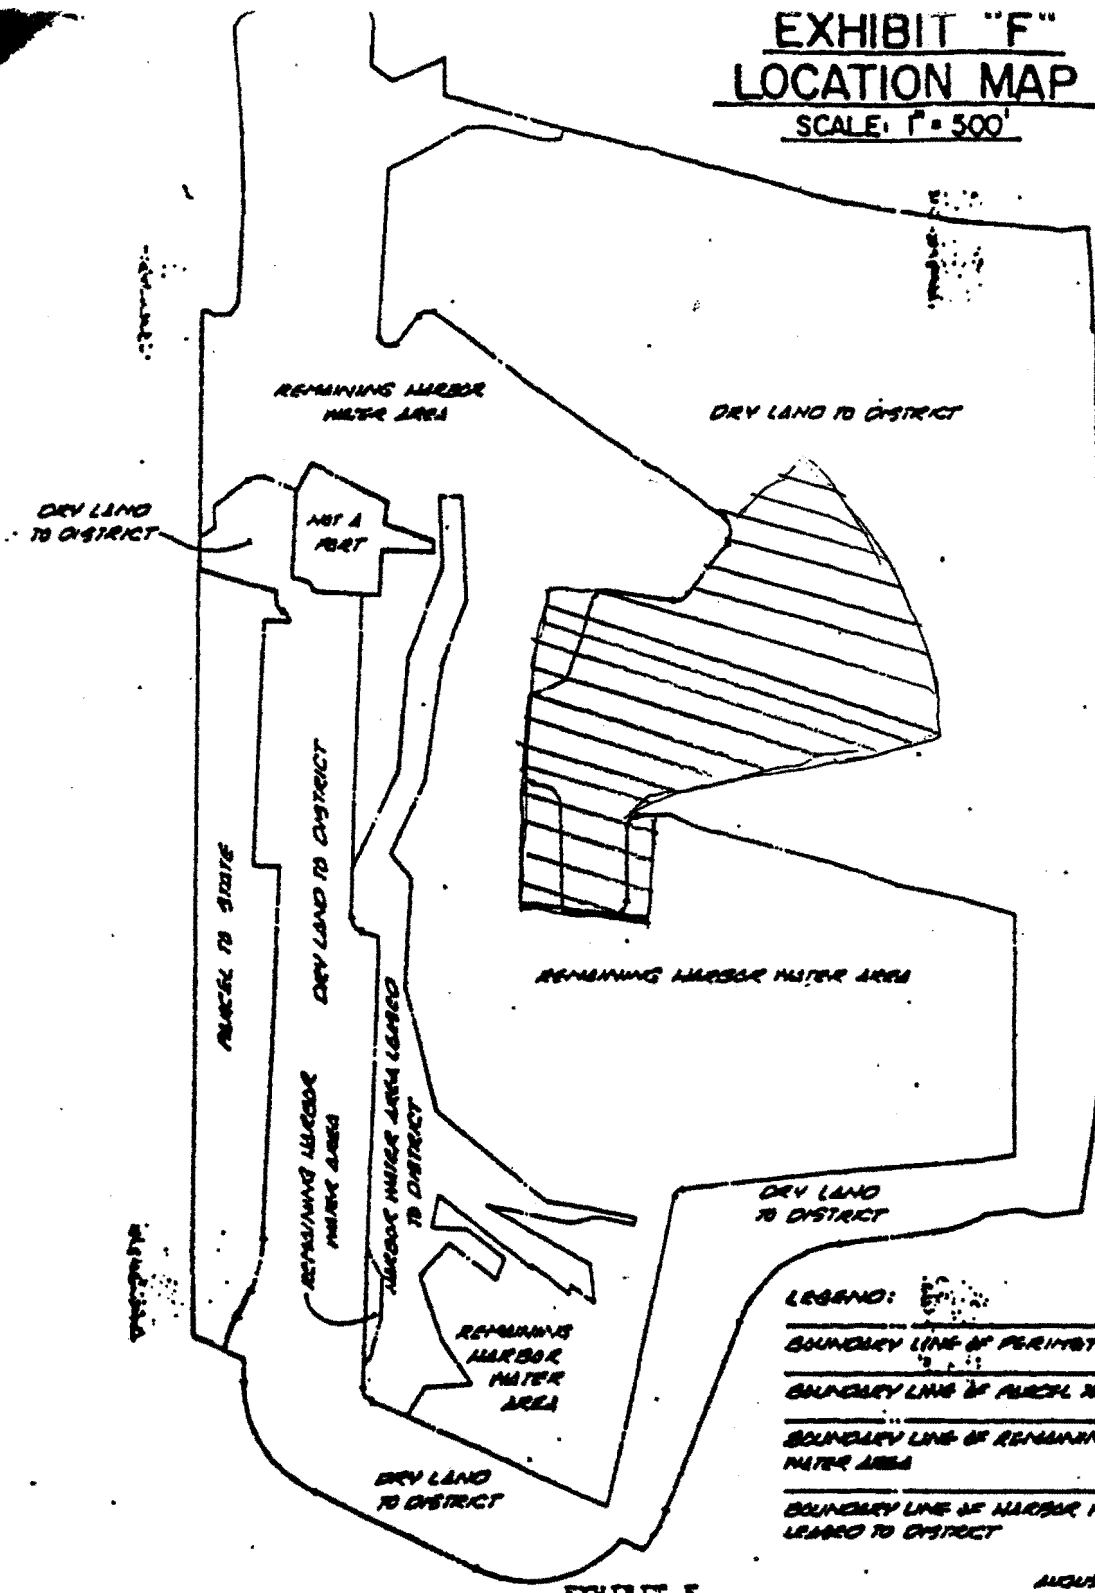 EXHIBIT "F"
LOCATION MAP
SCALE: 1" = 500'
REMAINING HARBOR
WATER AREA
DRY LAND TO DISTRICT
DRY LAND
TO DISTRICT
NOT A
PART
PARCEL TO STATE
DRY LAND TO DISTRICT
REMAINING HARBOR
WATER AREA
HARBOR WATER AREA LEASED
TO DISTRICT
REMAINING HARBOR WATER AREA
DRY LAND
TO DISTRICT
REMAINING
HARBOR
WATER
AREA
DRY LAND
TO DISTRICT
LEGEND:
BOUNDARY LINE OF PERIMET
BOUNDARY LINE OF PARCEL
BOUNDARY LINE OF REMAININ
WATER AREA
BOUNDARY LINE OF HARBOR
LEASED TO DISTRICT
EXHIBIT F